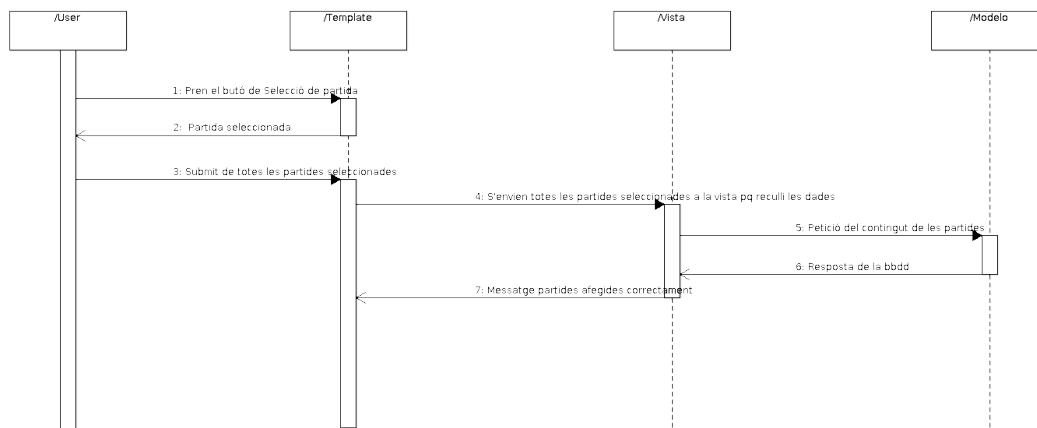 /User
/Template
/Vista
/Modelo
1: Pren el butò de Selecció de partida
2: Partida seleccionada
3: Submit de totes les partides seleccionades
4: S'envien totes les partides seleccionades a la vista pq reculli les dades
5: Petició del contingut de les partides
6: Resposta de la bbdd
7: Messatge partides afegides correctament